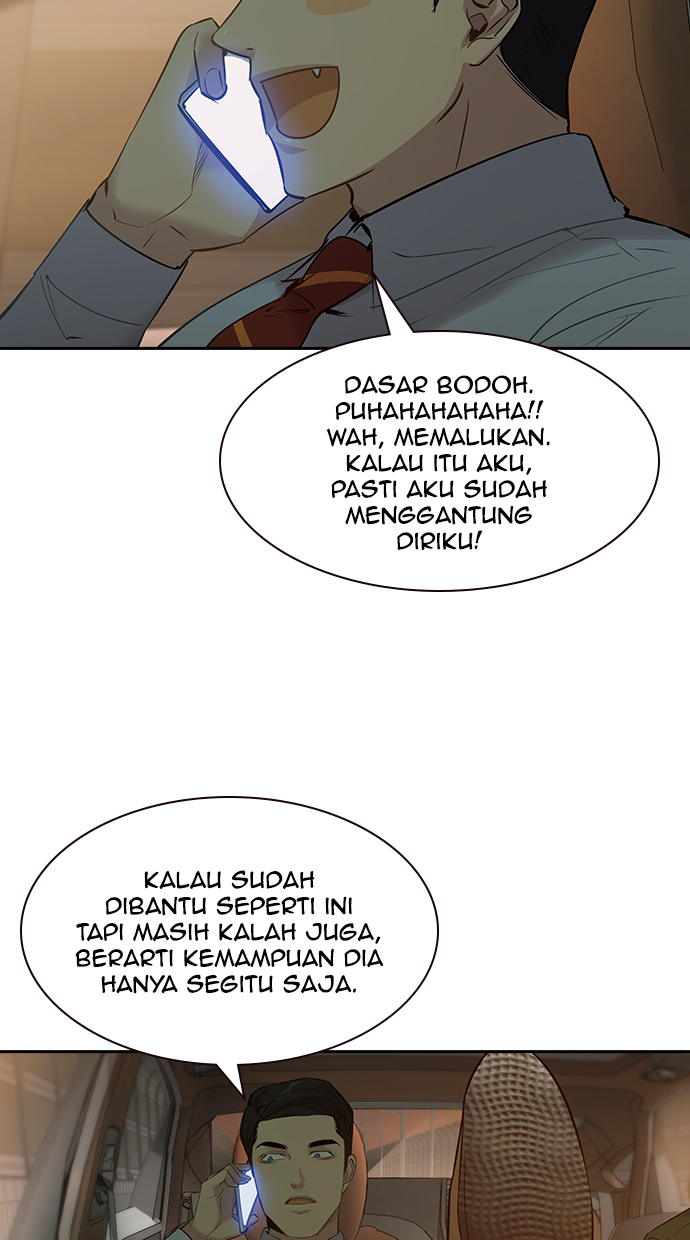 DASAR BODOH.
PUHAHAHAHAHA!!
WAH, MEMALUKAN.
KALAU ITU AKU,
PASTI AKU SUDAH
MENGGANTUNG
DIRIKU!
KALAU SUDAH
DIBANTU SEPERTI INI
TAPI MASIH KALAH JUGA,
BERARTI KEMAMPUAN DIA
HANYA SEGITU SAJA.